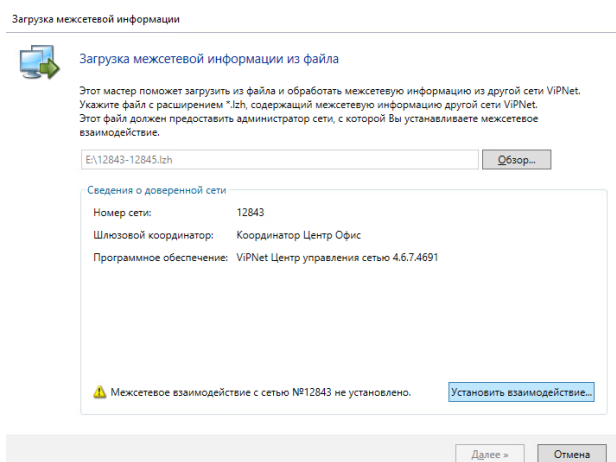 Загрузка межсетевой информации
Загрузка межсетевой информации из файла
Этот мастер поможет загрузить из файла и обработать межсетевую информацию из другой сети ViPNet.
Укажите файл с расширением *.lzh, содержащий межсетевую информацию другой сети ViPNet.
Этот файл должен предоставить администратор сети, с которой Вы устанавливаете межсетевое
взаимодействие.
E:\12843-12845.lzh
Обзор...
Сведения о доверенной сети
Номер сети: 12843
Шлюзовой координатор: Координатор Центр Офис
Программное обеспечение: ViPNet Центр управления сетью 4.6.7.4691
Межсетевое взаимодействие с сетью №12843 не установлено.
Установить взаимодействие...
Далее »
Отмена